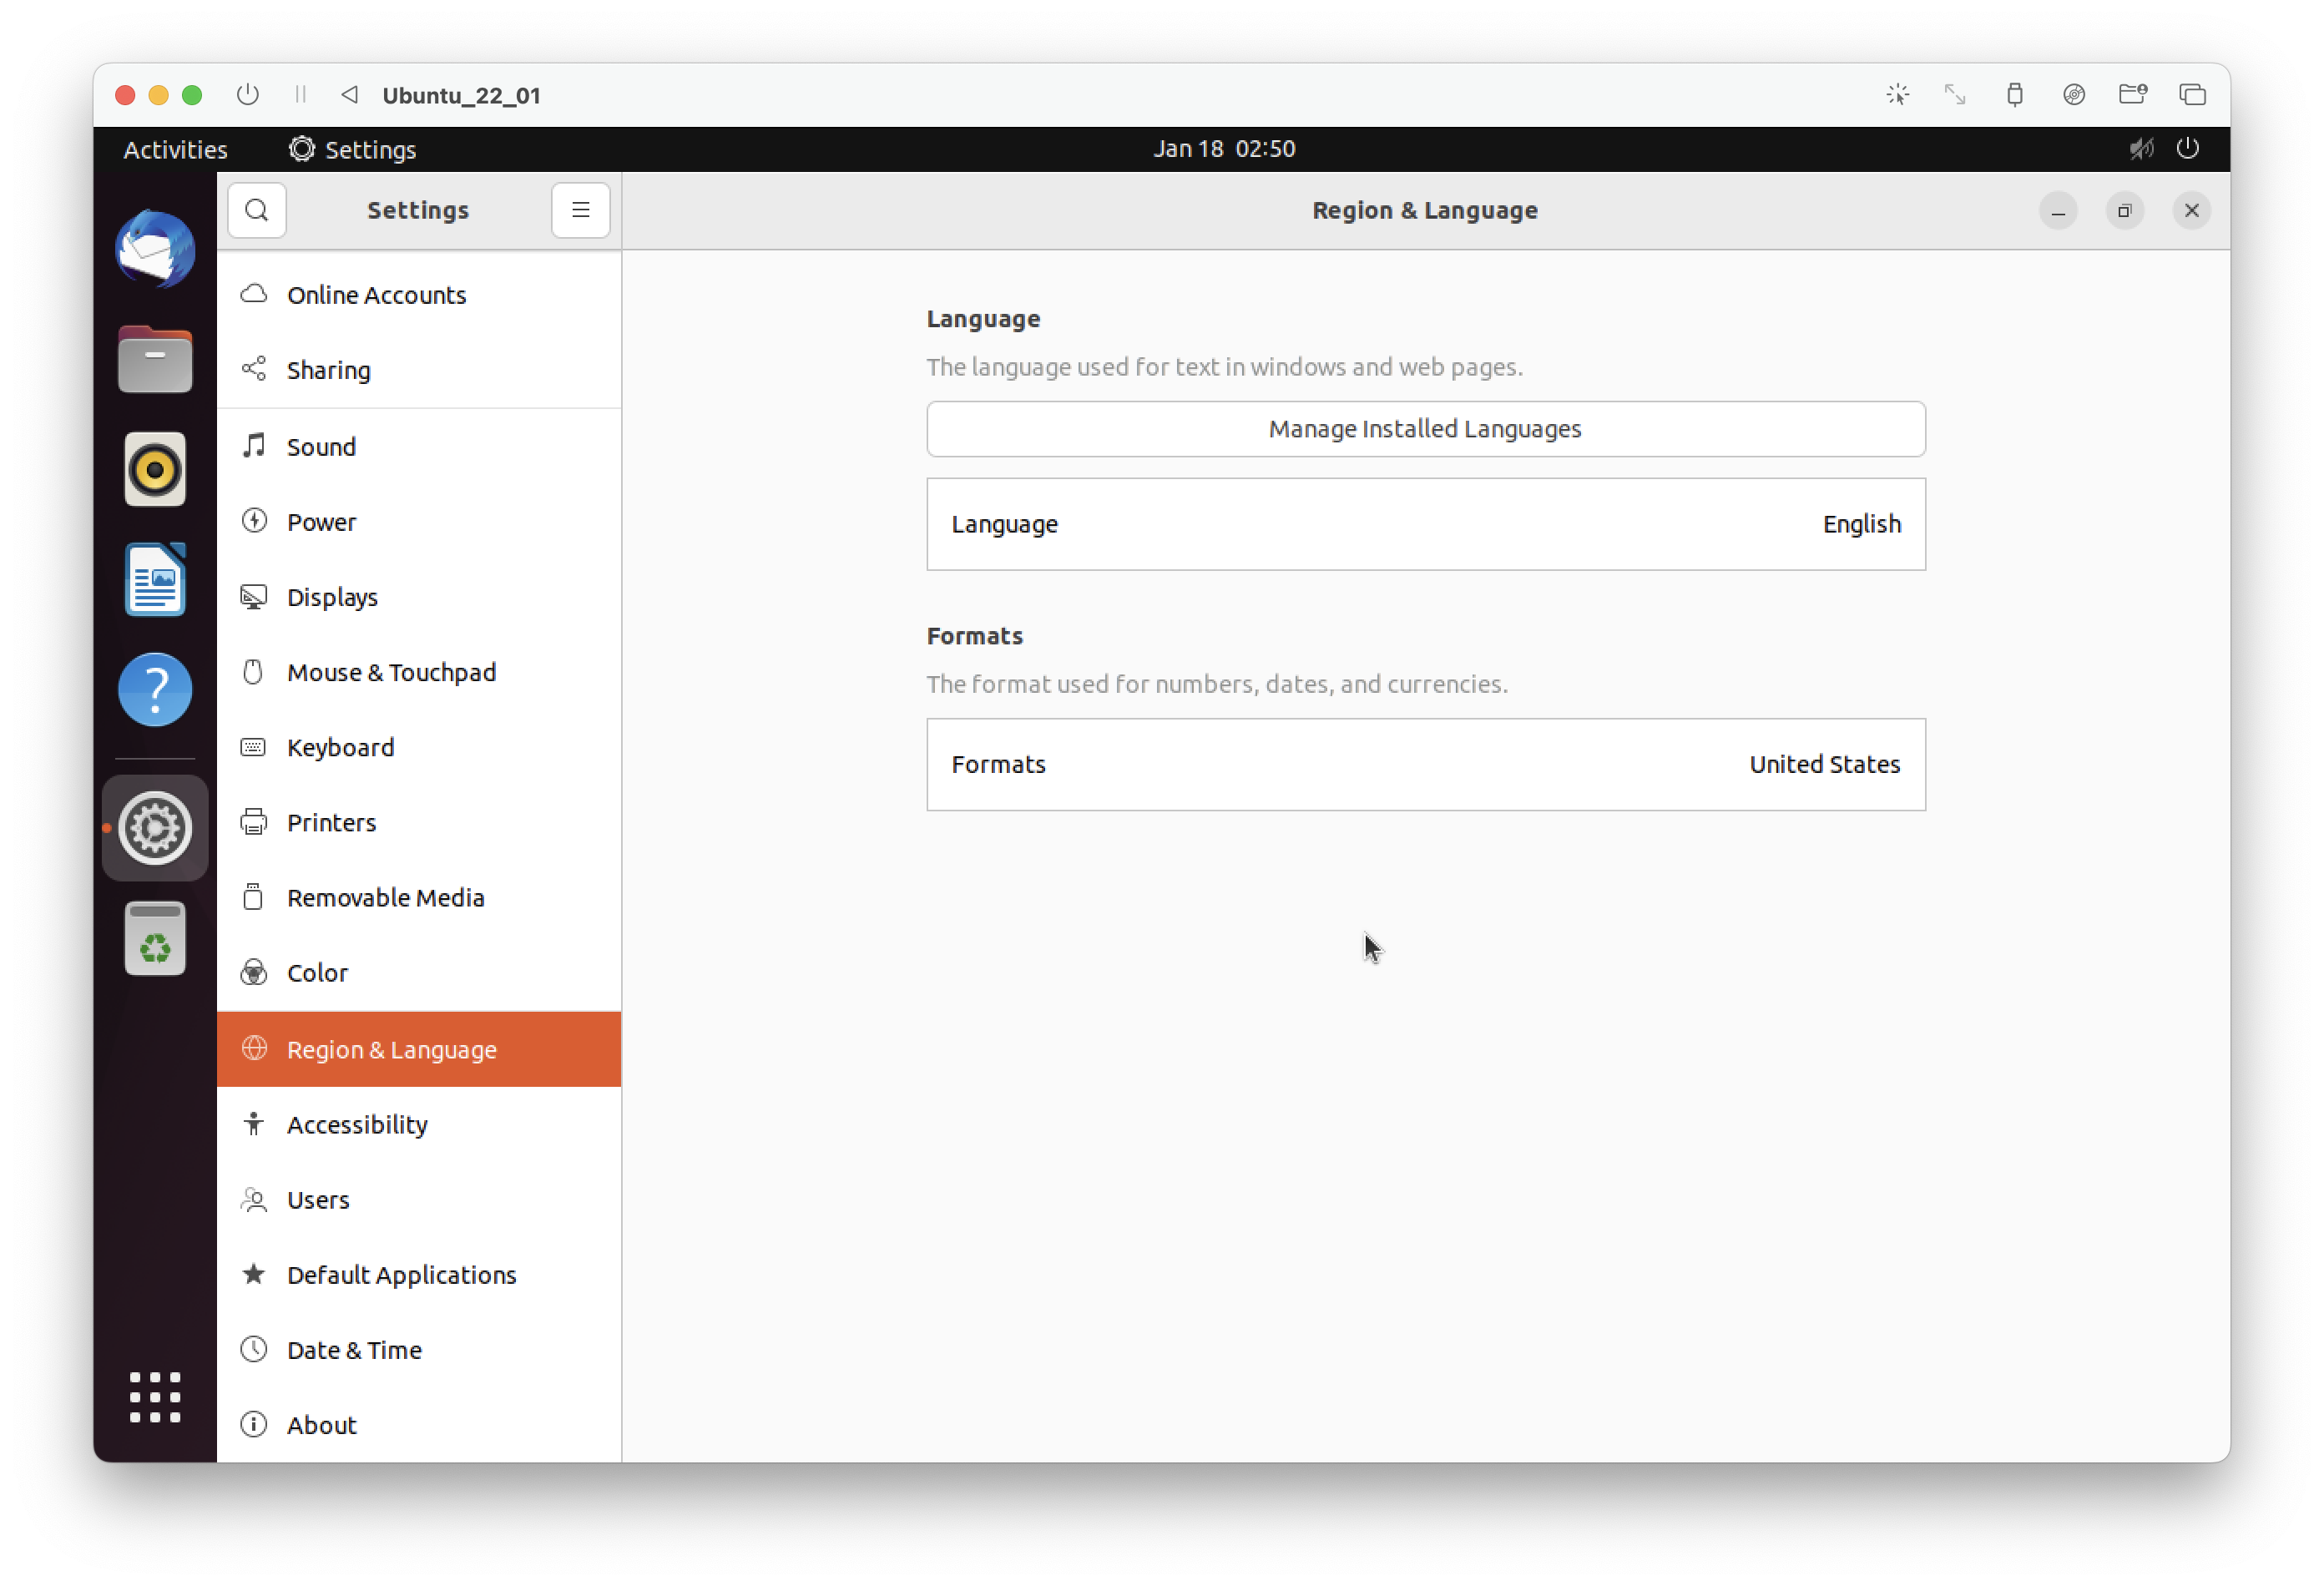 Ubuntu_22_01
Activities
Settings
Jan 18 02:50
Settings
Region & Language
Online Accounts
Sharing
Sound
Power
Displays
Mouse & Touchpad
Keyboard
Printers
Removable Media
Color
Region & Language
Accessibility
Users
Default Applications
Date & Time
About
Language
The language used for text in windows and web pages.
Manage Installed Languages
Language English
Formats
The format used for numbers, dates, and currencies.
Formats United States